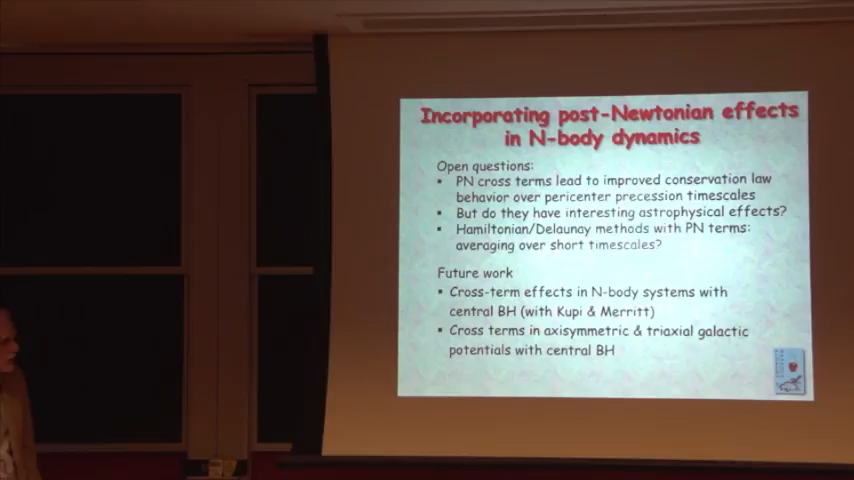 Incorporating post-Newtonian effects
in N-body dynamics
Open questions:
▪ PN cross terms lead to improved conservation law
behavior over pericenter precession timescales
▪ But do they have interesting astrophysical effects?
▪ Hamiltonian/Delaunay methods with PN terms:
averaging over short timescales?
Future work
▪ Cross-term effects in N-body systems with
central BH (with Kupi & Merritt)
▪ Cross terms in axisymmetric & triaxial galactic
potentials with central BH